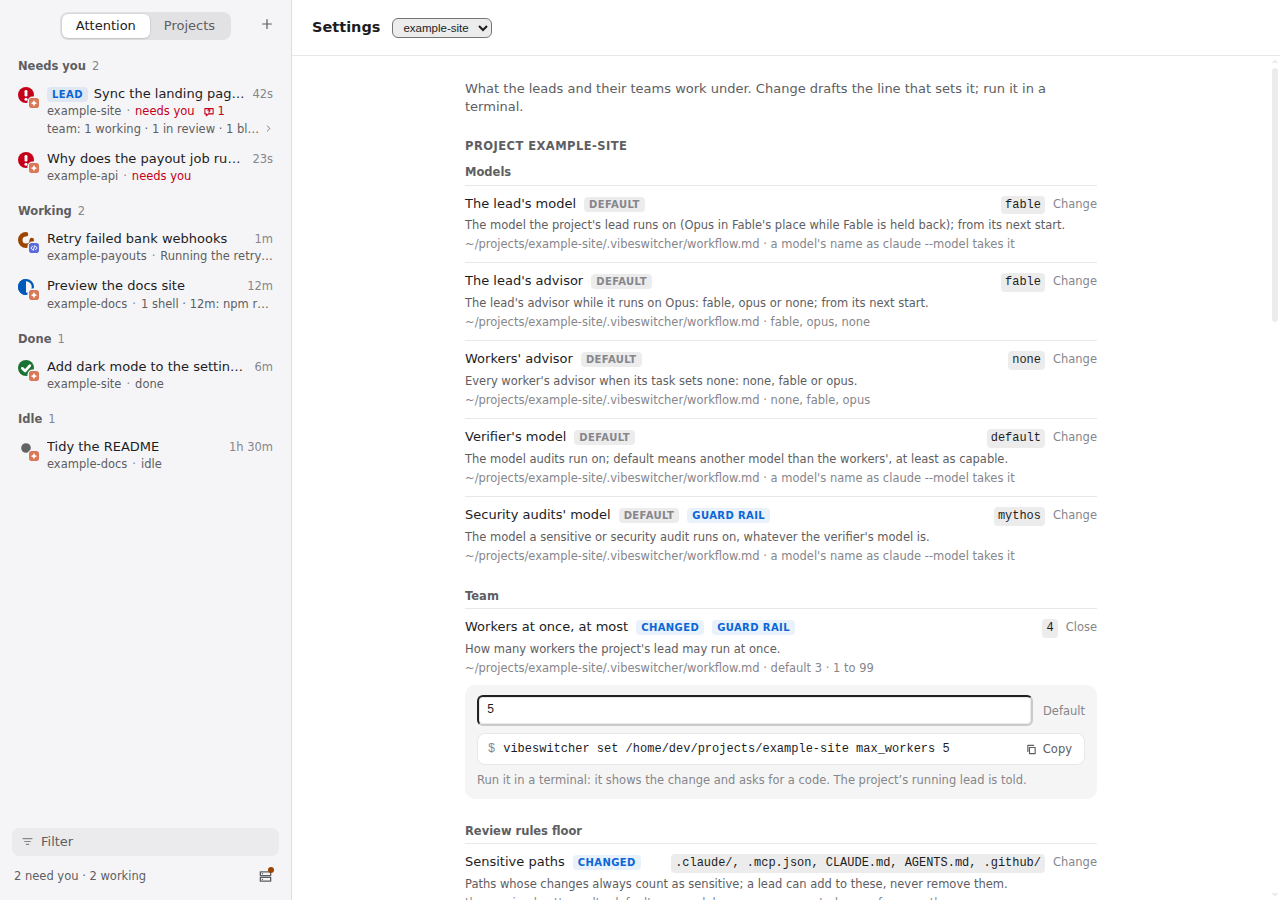 Attention Projects
Needs you 2
LEAD Sync the landing pag… 42s
example-site · needs you 1
team: 1 working · 1 in review · 1 bl…
Why does the payout job ru… 23s
example-api · needs you
Working 2
Retry failed bank webhooks 1m
example-payouts · Running the retry…
Preview the docs site 12m
example-docs · 1 shell · 12m: npm r…
Done 1
Add dark mode to the settin… 6m
example-site · done
Idle 1
Tidy the README 1h 30m
example-docs · idle
Filter
2 need you · 2 working
Settings example-site
What the leads and their teams work under. Change drafts the line that sets it; run it in a
terminal.
PROJECT EXAMPLE-SITE
Models
The lead's model DEFAULT fable Change
The model the project's lead runs on (Opus in Fable's place while Fable is held back); from its next start.
~/projects/example-site/.vibeswitcher/workflow.md · a model's name as claude --model takes it
The lead's advisor DEFAULT fable Change
The lead's advisor while it runs on Opus: fable, opus or none; from its next start.
~/projects/example-site/.vibeswitcher/workflow.md · fable, opus, none
Workers' advisor DEFAULT none Change
Every worker's advisor when its task sets none: none, fable or opus.
~/projects/example-site/.vibeswitcher/workflow.md · none, fable, opus
Verifier's model DEFAULT default Change
The model audits run on; default means another model than the workers', at least as capable.
~/projects/example-site/.vibeswitcher/workflow.md · a model's name as claude --model takes it
Security audits' model DEFAULT GUARD RAIL mythos Change
The model a sensitive or security audit runs on, whatever the verifier's model is.
~/projects/example-site/.vibeswitcher/workflow.md · a model's name as claude --model takes it
Team
Workers at once, at most CHANGED GUARD RAIL 4 Close
How many workers the project's lead may run at once.
~/projects/example-site/.vibeswitcher/workflow.md · default 3 · 1 to 99
5 Default
$ vibeswitcher set /home/dev/projects/example-site max_workers 5 Copy
Run it in a terminal: it shows the change and asks for a code. The project’s running lead is told.
Review rules floor
Sensitive paths CHANGED .claude/, .mcp.json, CLAUDE.md, AGENTS.md, .github/ Change
Paths whose changes always count as sensitive; a lead can add to these, never remove them.